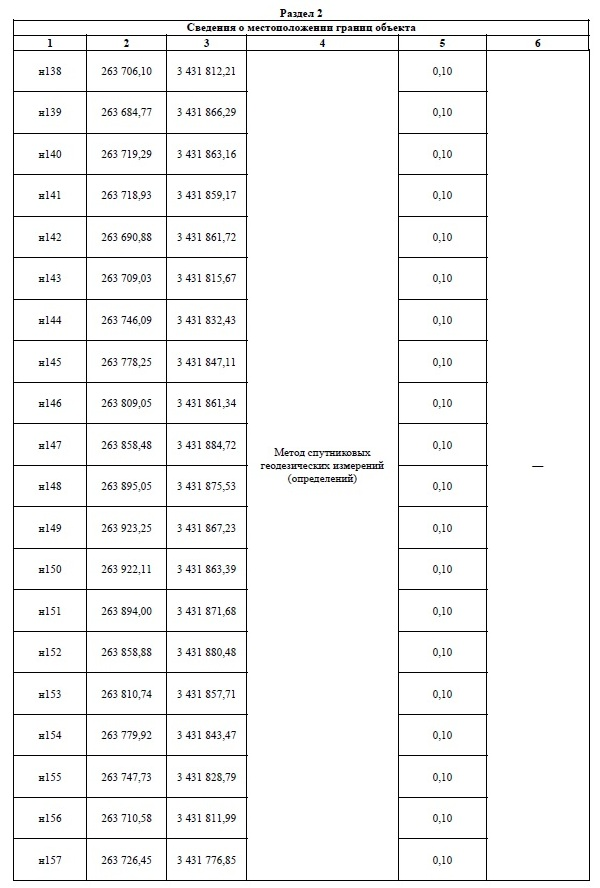 Раздел 2
Сведения о местоположении границ объекта
1 2 3 4 5 6
н138 263 706,10 3 431 812,21 0,10
н139 263 684,77 3 431 866,29 0,10
н140 263 719,29 3 431 863,16 0,10
н141 263 718,93 3 431 859,17 0,10
н142 263 690,88 3 431 861,72 0,10
н143 263 709,03 3 431 815,67 0,10
н144 263 746,09 3 431 832,43 0,10
н145 263 778,25 3 431 847,11 0,10
н146 263 809,05 3 431 861,34 0,10
н147 263 858,48 3 431 884,72 0,10
Метод спутниковых
геодезических измерений
(определений)
—
н148 263 895,05 3 431 875,53 0,10
н149 263 923,25 3 431 867,23 0,10
н150 263 922,11 3 431 863,39 0,10
н151 263 894,00 3 431 871,68 0,10
н152 263 858,88 3 431 880,48 0,10
н153 263 810,74 3 431 857,71 0,10
н154 263 779,92 3 431 843,47 0,10
н155 263 747,73 3 431 828,79 0,10
н156 263 710,58 3 431 811,99 0,10
н157 263 726,45 3 431 776,85 0,10